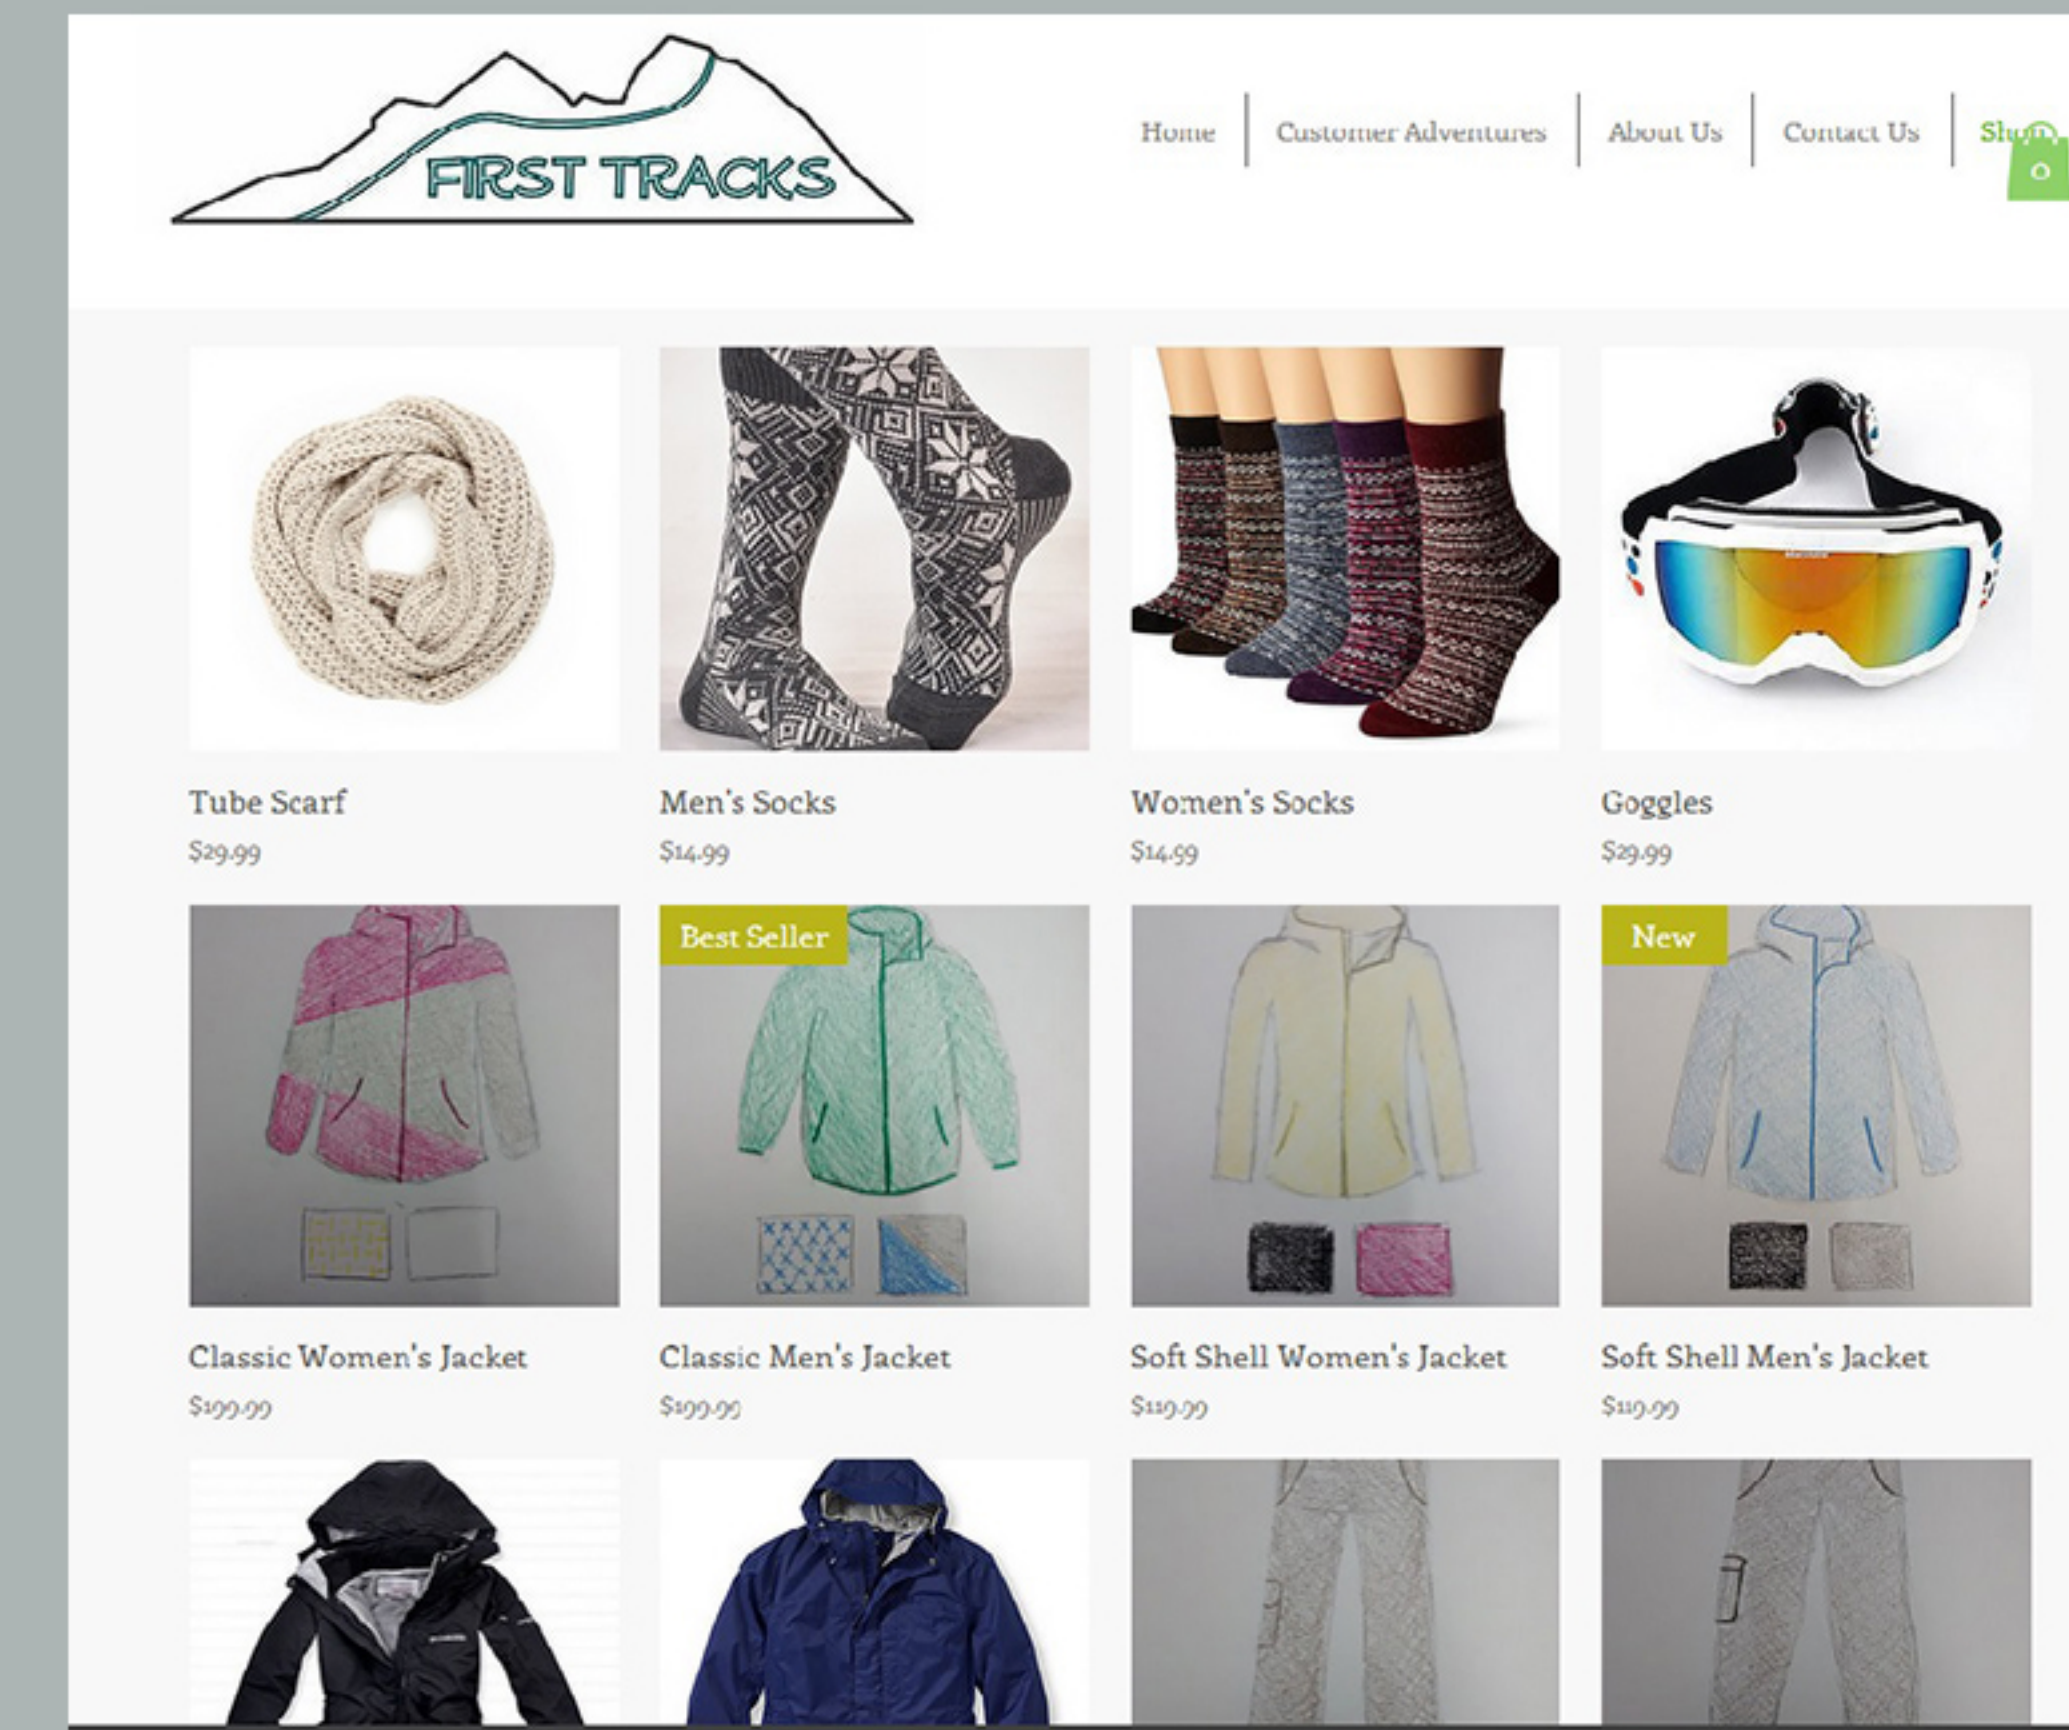 FIRST TRACKS
Home
Customer Adventures
About Us
Contact Us
Shop
0
Tube Scarf
$29.99
Men's Socks
$14.99
Women's Socks
$14.99
Goggles
$29.99
Best Seller
New
Classic Women's Jacket
$199.99
Classic Men's Jacket
$199.99
Soft Shell Women's Jacket
$119.99
Soft Shell Men's Jacket
$119.99